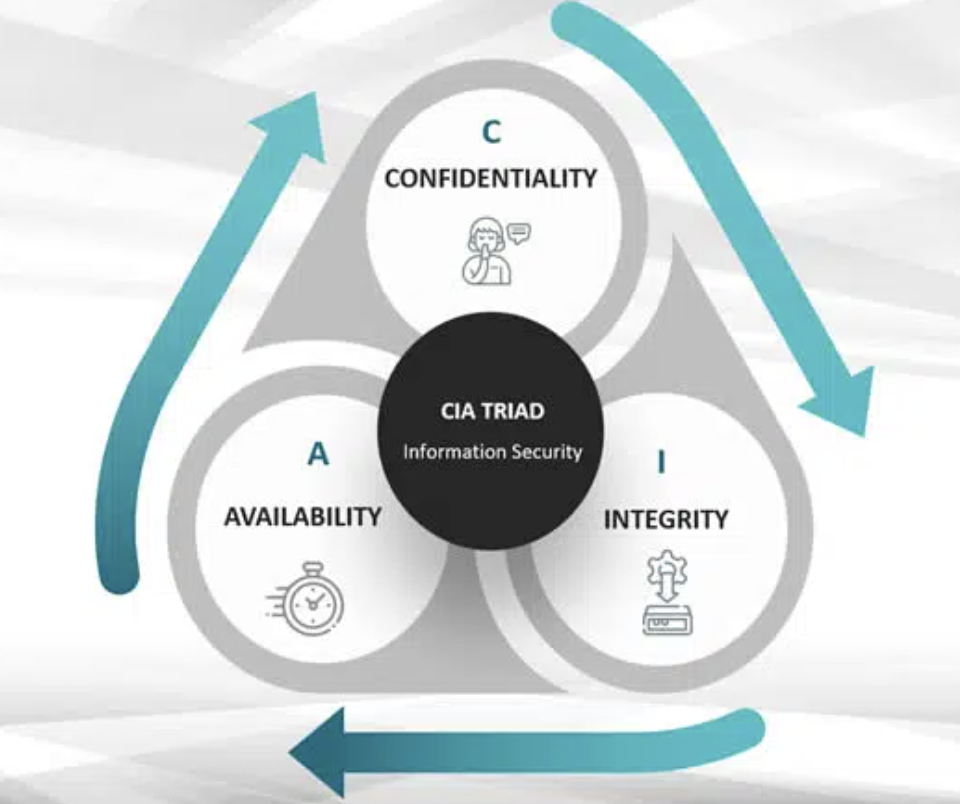 C
CONFIDENTIALITY
CIA TRIAD
Information Security
A
AVAILABILITY
I
INTEGRITY